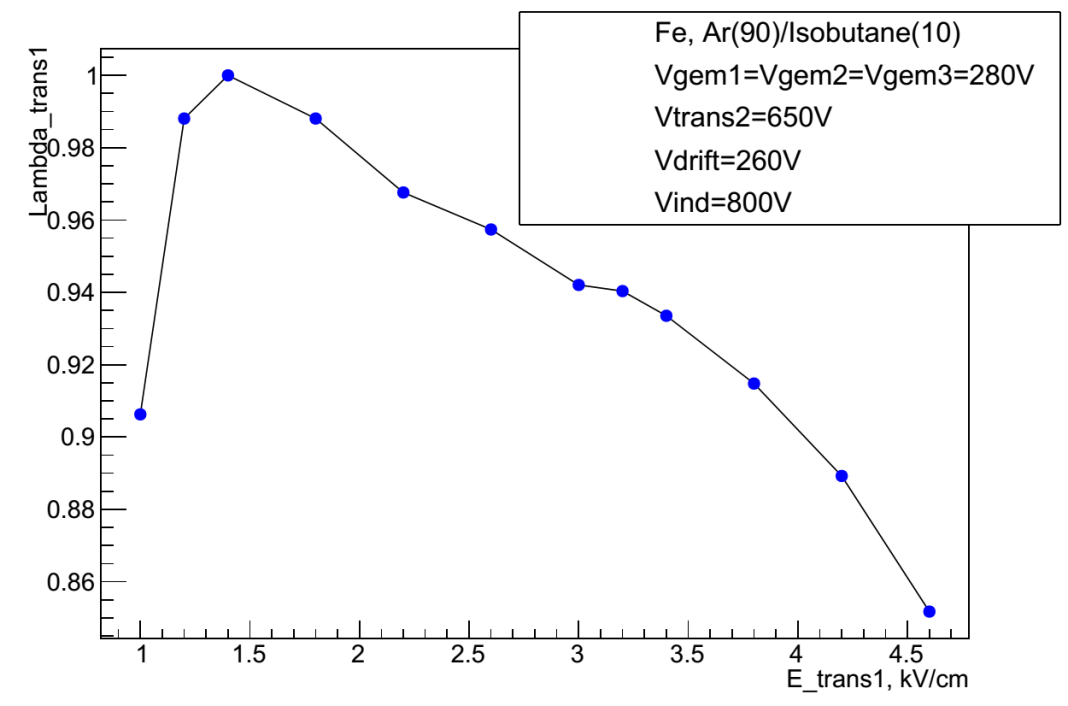 Fe, Ar(90)/Isobutane(10)
Vgem1=Vgem2=Vgem3=280V
Vtrans2=650V
Vdrift=260V
Vind=800V
Lambda_trans1
1
0.98
0.96
0.94
0.92
0.9
0.88
0.86
1 1.5 2 2.5 3 3.5 4 4.5
E_trans1, kV/cm